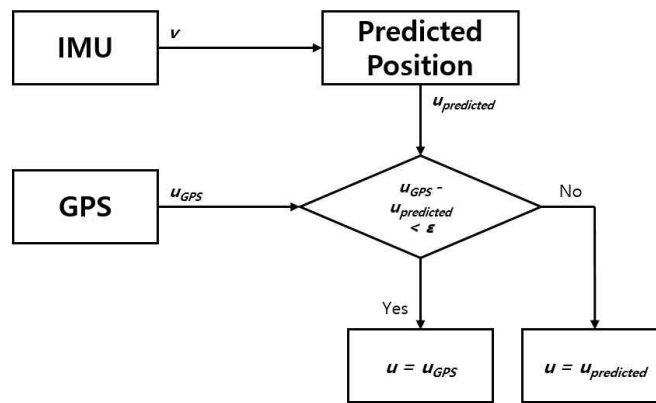 IMU
v
Predicted
Position
u_predicted
GPS
u_GPS
u_GPS -
u_predicted
< ε
No
Yes
u = u_GPS
u = u_predicted